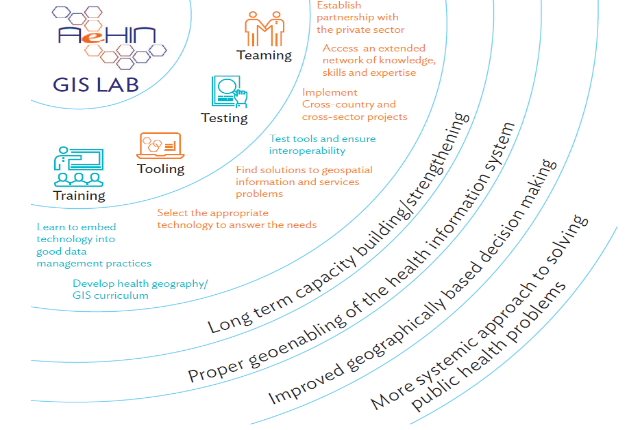 AeHIN
GIS LAB
Teaming
Establish
partnership with
the private sector
Access an extended
network of knowledge,
skills and expertise
Implement
Cross-country and
cross-sector projects
Testing
Test tools and ensure
interoperability
Tooling
Find solutions to geospatial
information and services
problems
Select the appropriate
technology to answer the needs
Training
Learn to embed
technology into
good data
management practices
Develop health geography/
GIS curriculum
Long term capacity building/strengthening
Proper geoenabling of the health information system
Improved geographically based decision making
More systemic approach to solving
public health problems